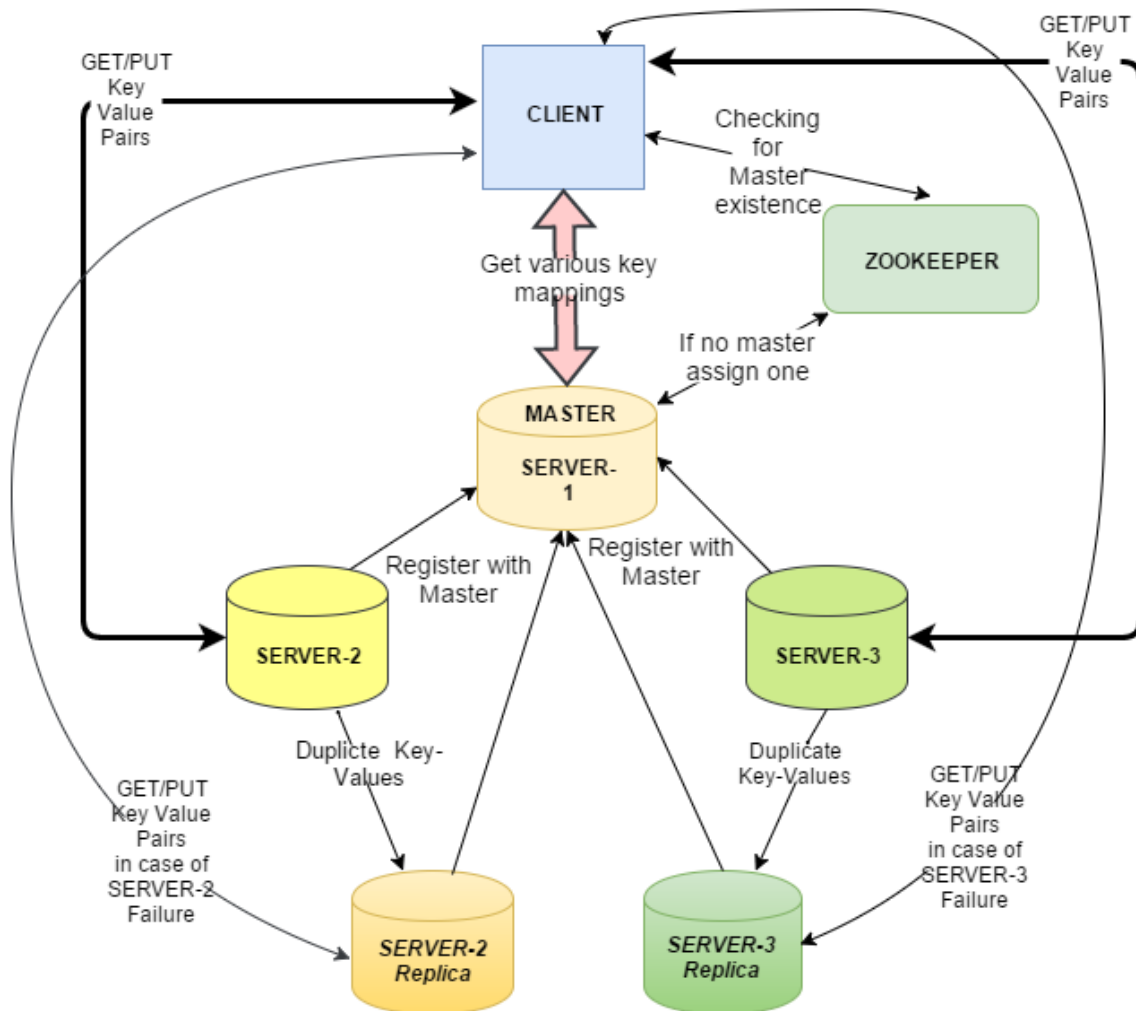 GET/PUT
Key
Value
Pairs
GET/PUT
Key
Value
Pairs
CLIENT
Checking
for
Master
existence
ZOOKEEPER
Get various key
mappings
If no master
assign one
MASTER
SERVER-
1
Register with
Master
Register with
Master
SERVER-2
SERVER-3
Duplicte Key-
Values
Duplicate
Key-Values
GET/PUT
Key Value
Pairs
in case of
SERVER-2
Failure
GET/PUT
Key Value
Pairs
in case of
SERVER-3
Failure
SERVER-2
Replica
SERVER-3
Replica